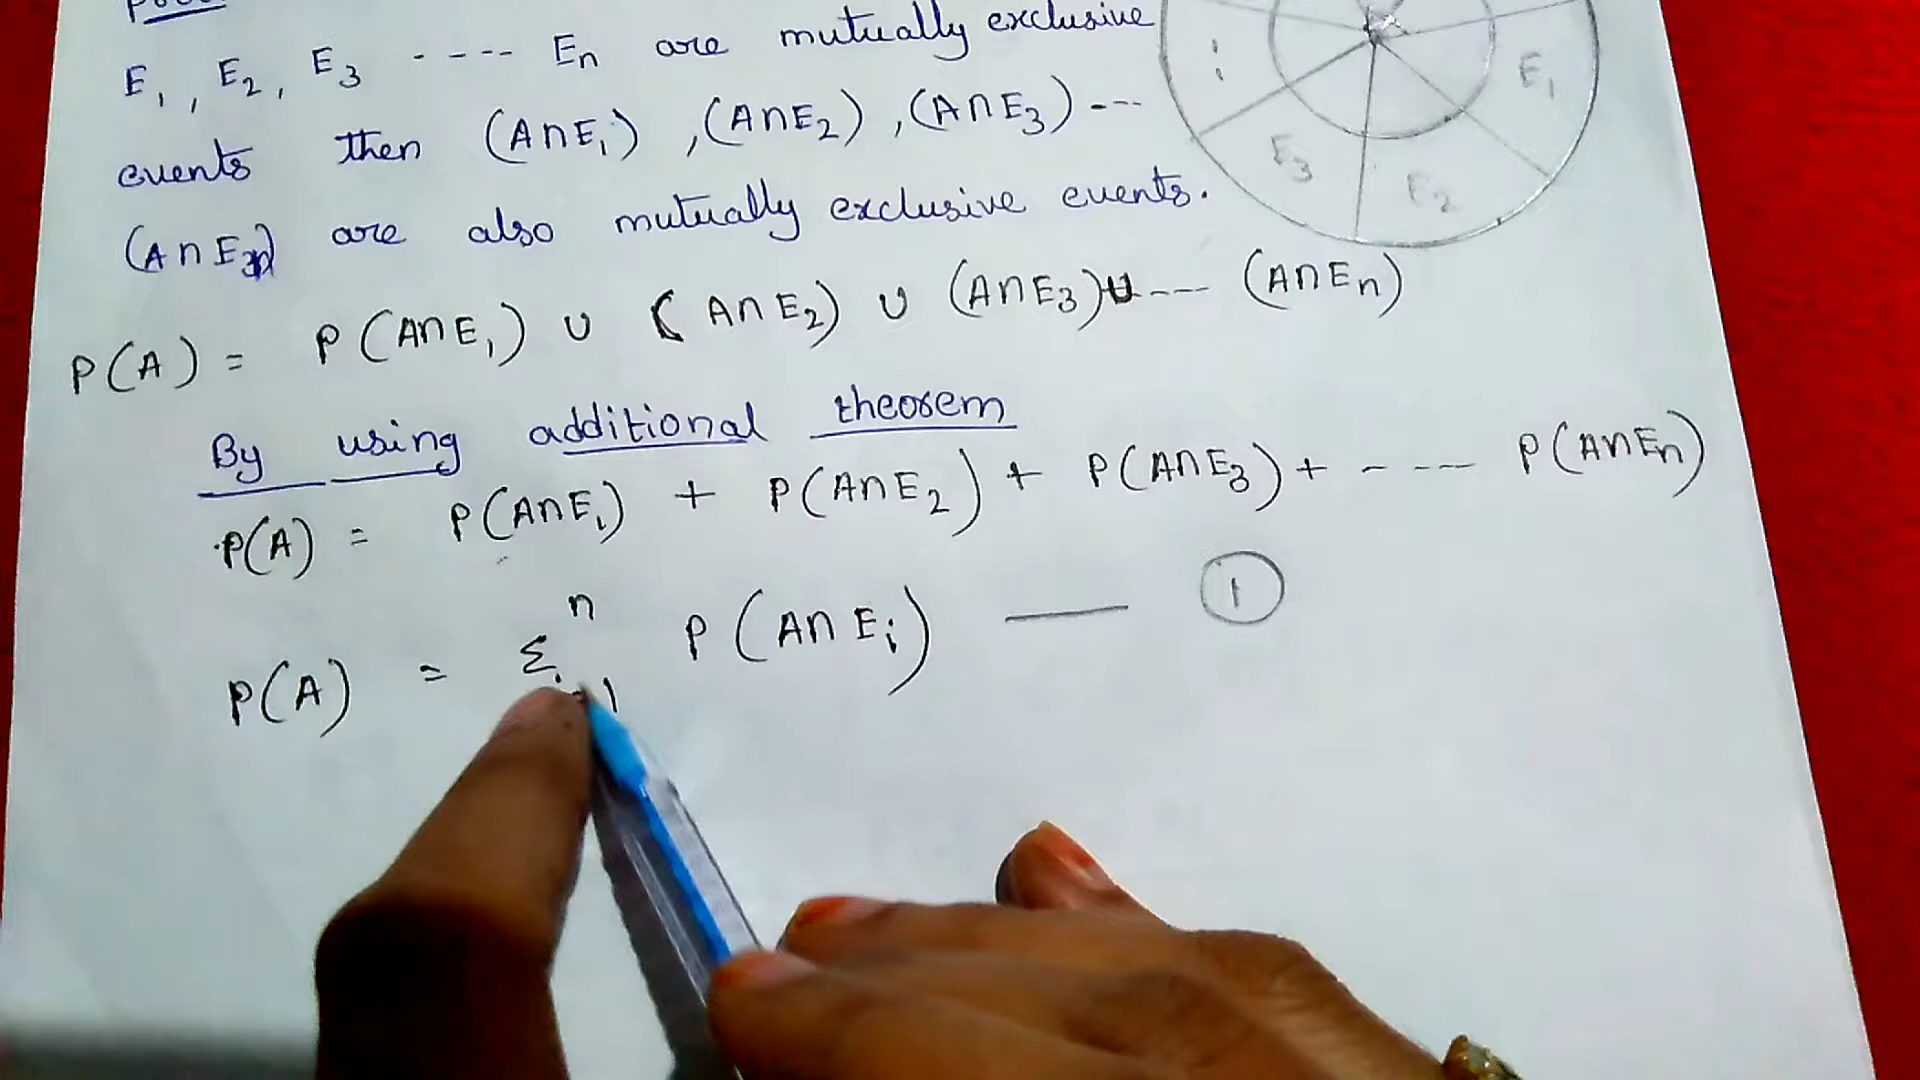 E1, E2, E3 ---- En are mutually exclusive
events then (A∩E1), (A∩E2), (A∩E3)---
(A∩En) are also mutually exclusive events.
P(A) = P(A∩E1) ∪ (A∩E2) ∪ (A∩E3)∪---- (A∩En)
By using additional theorem
P(A) = P(A∩E1) + P(A∩E2) + P(A∩E3) + ---- P(A∩En)
P(A) = Σ n i=1 P(A∩Ei) —— 1
E1
E2
E3